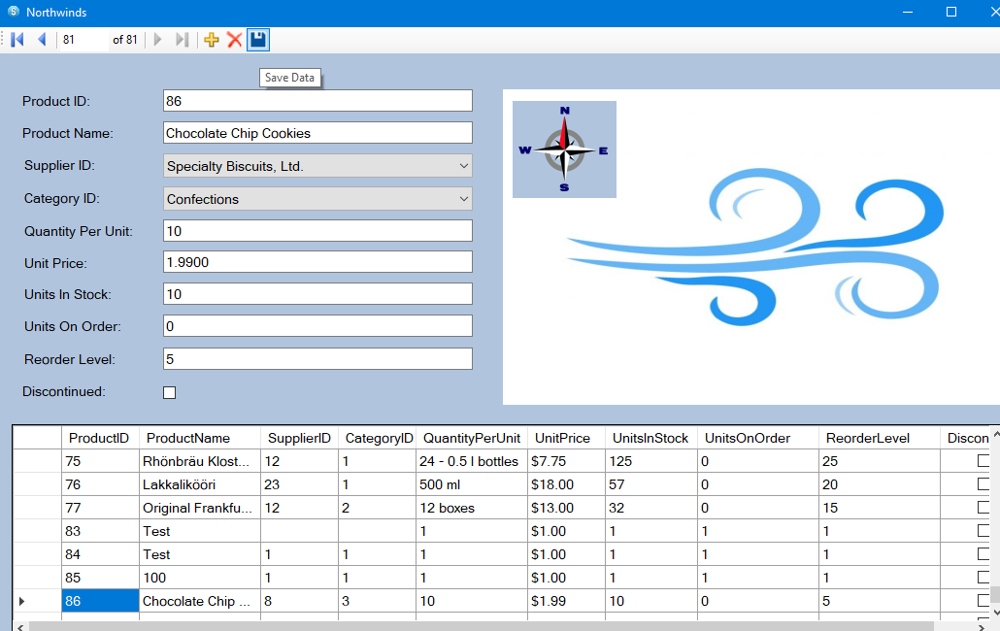 Northwinds
81 of 81
Save Data
Product ID: 86
Product Name: Chocolate Chip Cookies
Supplier ID: Specialty Biscuits, Ltd.
Category ID: Confections
Quantity Per Unit: 10
Unit Price: 1.9900
Units In Stock: 10
Units On Order: 0
Reorder Level: 5
Discontinued:
N
W E
S
ProductID ProductName SupplierID CategoryID QuantityPerUnit UnitPrice UnitsInStock UnitsOnOrder ReorderLevel Discon
75 Rhönbräu Klost... 12 1 24 - 0.5 l bottles $7.75 125 0 25
76 Lakkalikööri 23 1 500 ml $18.00 57 0 20
77 Original Frankfu... 12 2 12 boxes $13.00 32 0 15
83 Test 1 $1.00 1 1 1
84 Test 1 1 1 $1.00 1 1 1
85 100 1 1 1 $1.00 1 1 1
86 Chocolate Chip ... 8 3 10 $1.99 10 0 5